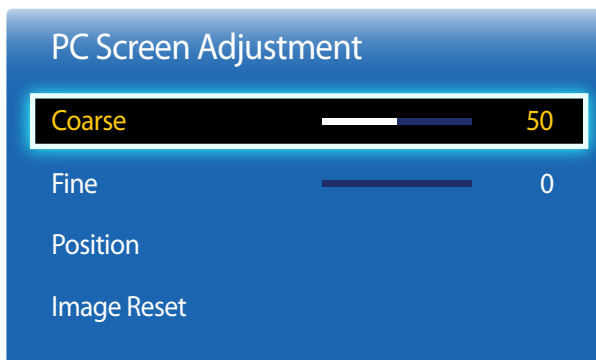 PC Screen Adjustment
Coarse 50
Fine 0
Position
Image Reset